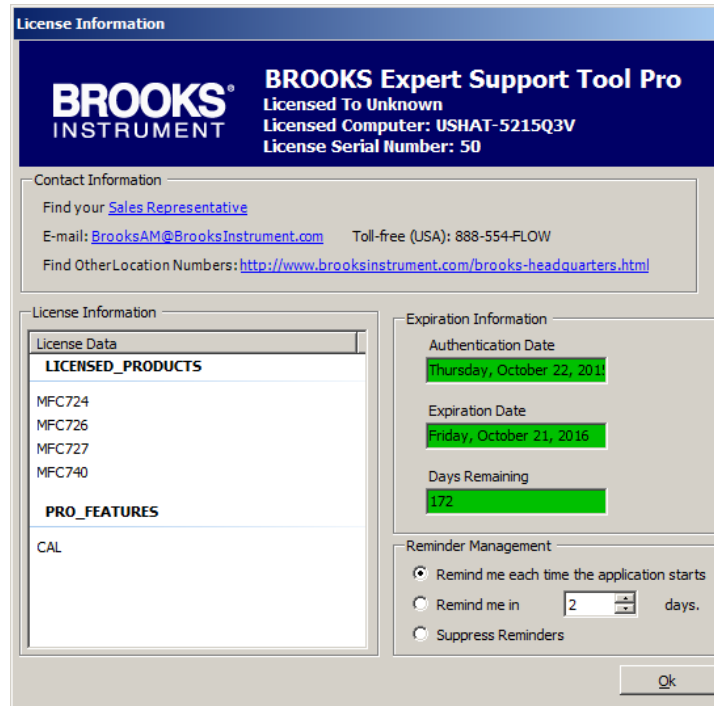 License Information
BROOKS®
INSTRUMENT
BROOKS Expert Support Tool Pro
Licensed To Unknown
Licensed Computer: USHAT-5215Q3V
License Serial Number: 50
Contact Information
Find your Sales Representative
E-mail: BrooksAM@BrooksInstrument.com Toll-free (USA): 888-554-FLOW
Find OtherLocation Numbers: http://www.brooksinstrument.com/brooks-headquarters.html
License Information
License Data
LICENSED_PRODUCTS
MFC724
MFC726
MFC727
MFC740
PRO_FEATURES
CAL
Expiration Information
Authentication Date
Thursday, October 22, 201
Expiration Date
Friday, October 21, 2016
Days Remaining
172
Reminder Management
Remind me each time the application starts
Remind me in 2 days.
Suppress Reminders
Ok